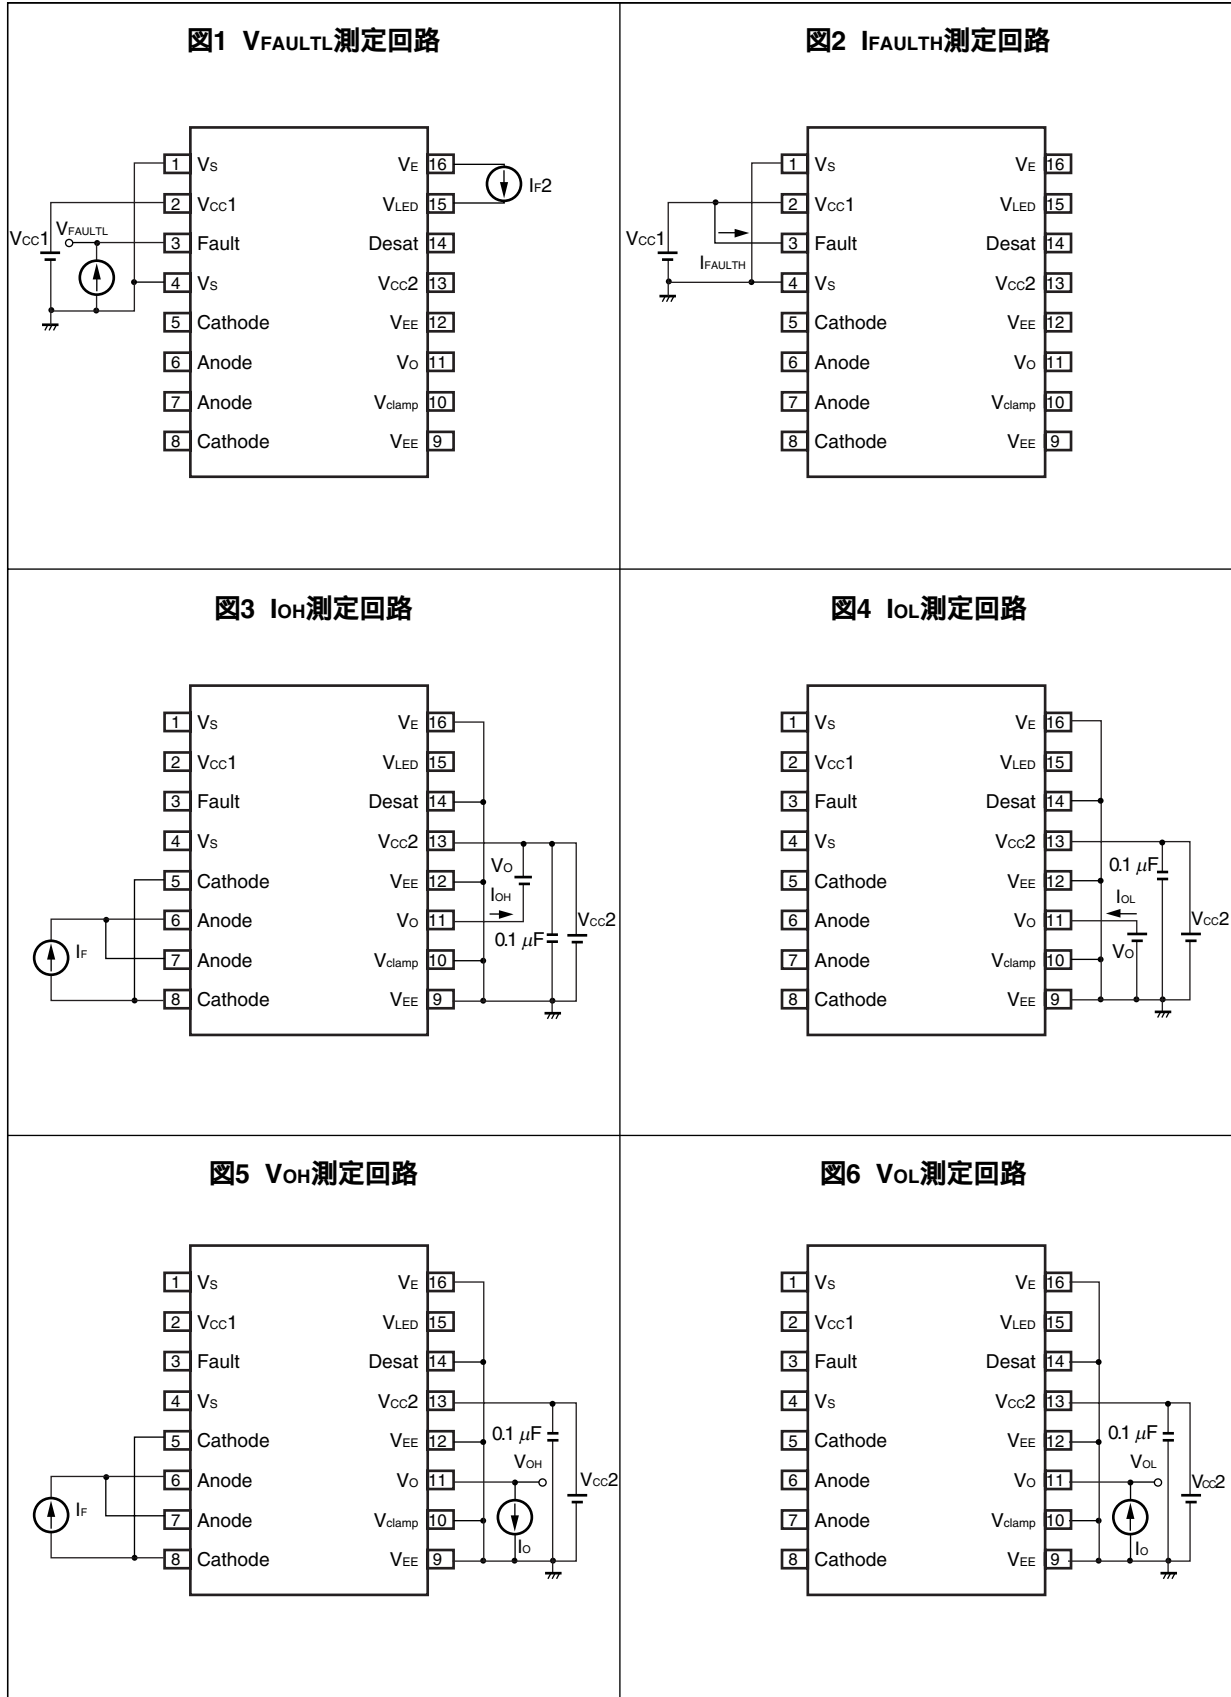 図1 VFAULTL測定回路
1 VS
2 VCC1
3 Fault
4 VS
5 Cathode
6 Anode
7 Anode
8 Cathode
VE 16
VLED 15
Desat 14
VCC2 13
VEE 12
VO 11
Vclamp 10
VEE 9
VCC1
VFAULTL
IF2
図2 IFAULTH測定回路
1 VS
2 VCC1
3 Fault
4 VS
5 Cathode
6 Anode
7 Anode
8 Cathode
VE 16
VLED 15
Desat 14
VCC2 13
VEE 12
VO 11
Vclamp 10
VEE 9
VCC1
IFAULTH
図3 IOH測定回路
1 VS
2 VCC1
3 Fault
4 VS
5 Cathode
6 Anode
7 Anode
8 Cathode
VE 16
VLED 15
Desat 14
VCC2 13
VEE 12
VO 11
Vclamp 10
VEE 9
IF
VO
IOH
0.1 μF
VCC2
図4 IOL測定回路
1 VS
2 VCC1
3 Fault
4 VS
5 Cathode
6 Anode
7 Anode
8 Cathode
VE 16
VLED 15
Desat 14
VCC2 13
VEE 12
VO 11
Vclamp 10
VEE 9
0.1 μF
IOL
VO
VCC2
図5 VOH測定回路
1 VS
2 VCC1
3 Fault
4 VS
5 Cathode
6 Anode
7 Anode
8 Cathode
VE 16
VLED 15
Desat 14
VCC2 13
VEE 12
VO 11
Vclamp 10
VEE 9
IF
0.1 μF
VOH
VCC2
IO
図6 VOL測定回路
1 VS
2 VCC1
3 Fault
4 VS
5 Cathode
6 Anode
7 Anode
8 Cathode
VE 16
VLED 15
Desat 14
VCC2 13
VEE 12
VO 11
Vclamp 10
VEE 9
0.1 μF
VOL
VCC2
IO